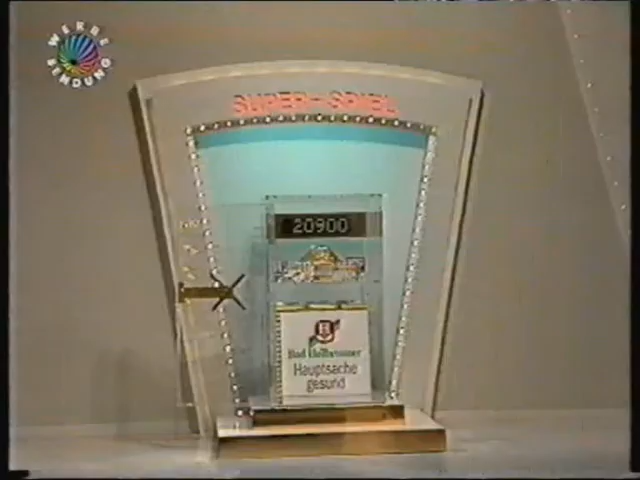 WERBE
SENDUNG
SUPER-SPIEL
20900
Bad Heilbrunner
Hauptsache
gesund